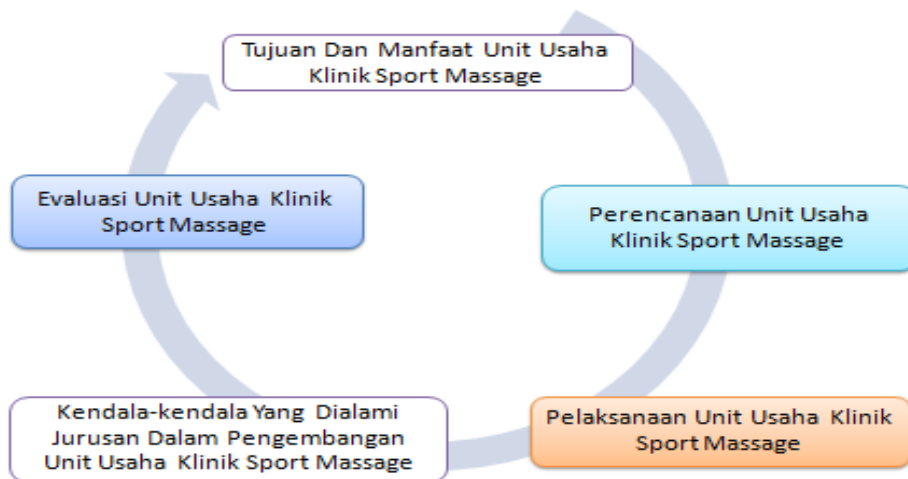 Tujuan Dan Manfaat Unit Usaha
Klinik Sport Massage
Perencanaan Unit Usaha
Klinik Sport Massage
Pelaksanaan Unit Usaha Klinik
Sport Massage
Kendala-kendala Yang Dialami
Jurusan Dalam Pengembangan
Unit Usaha Klinik Sport Massage
Evaluasi Unit Usaha Klinik
Sport Massage